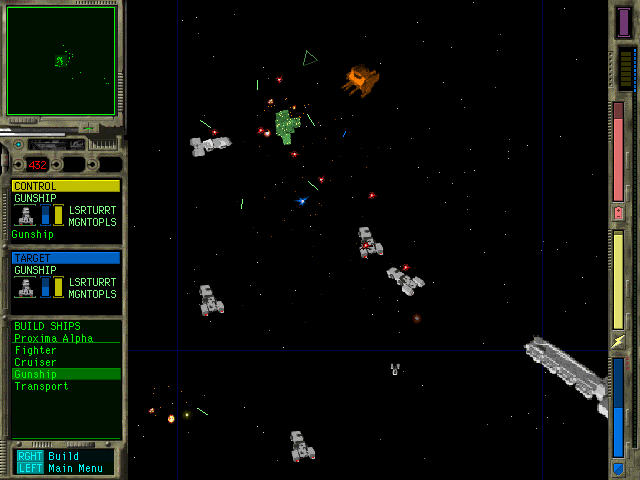 432
CONTROL
GUNSHIP
LSRTURRT
MGNTOPLS
Gunship
TARGET
GUNSHIP
LSRTURRT
MGNTOPLS
BUILD SHIPS
Proxima Alpha
Fighter
Cruiser
Gunship
Transport
RGHT Build
LEFT Main Menu